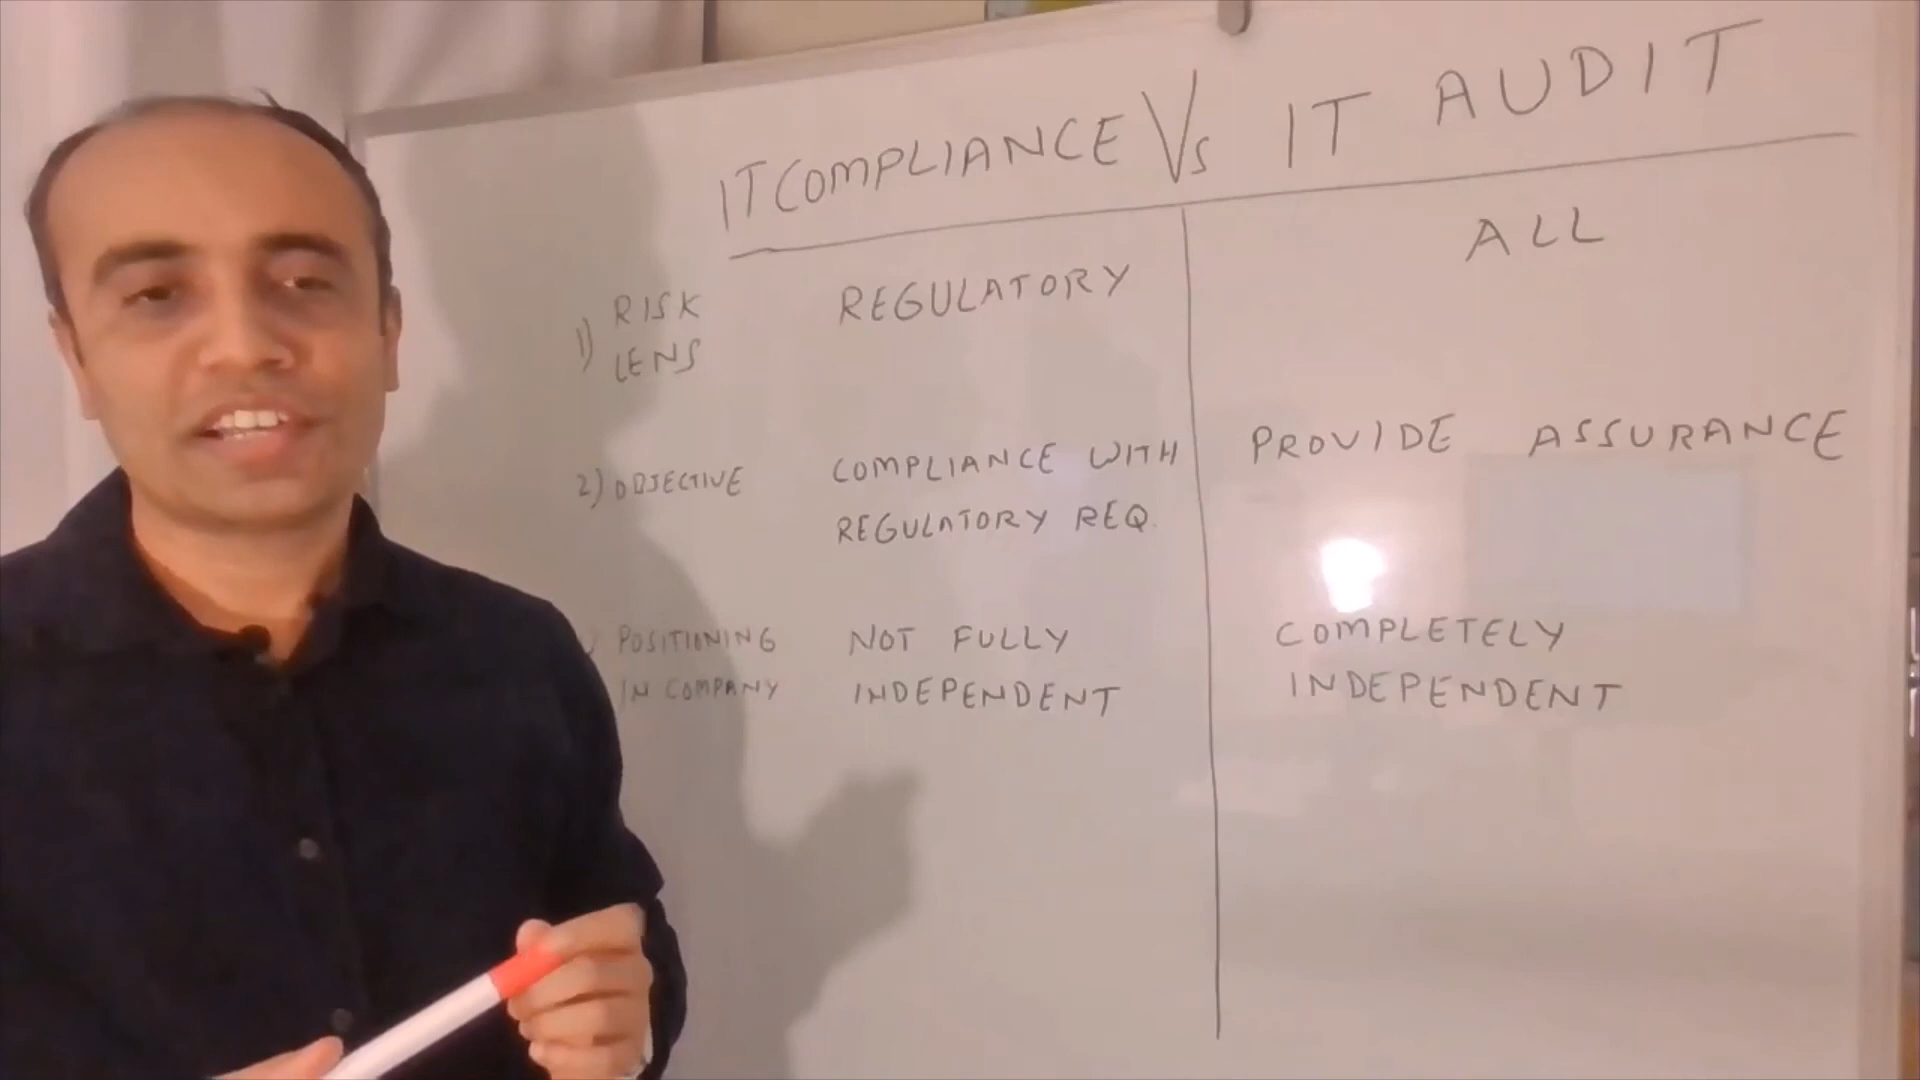 IT COMPLIANCE Vs IT AUDIT
1) RISK LENS
REGULATORY
ALL
2) OBJECTIVE
COMPLIANCE WITH
REGULATORY REQ.
PROVIDE ASSURANCE
POSITIONING
IN COMPANY
NOT FULLY
INDEPENDENT
COMPLETELY
INDEPENDENT